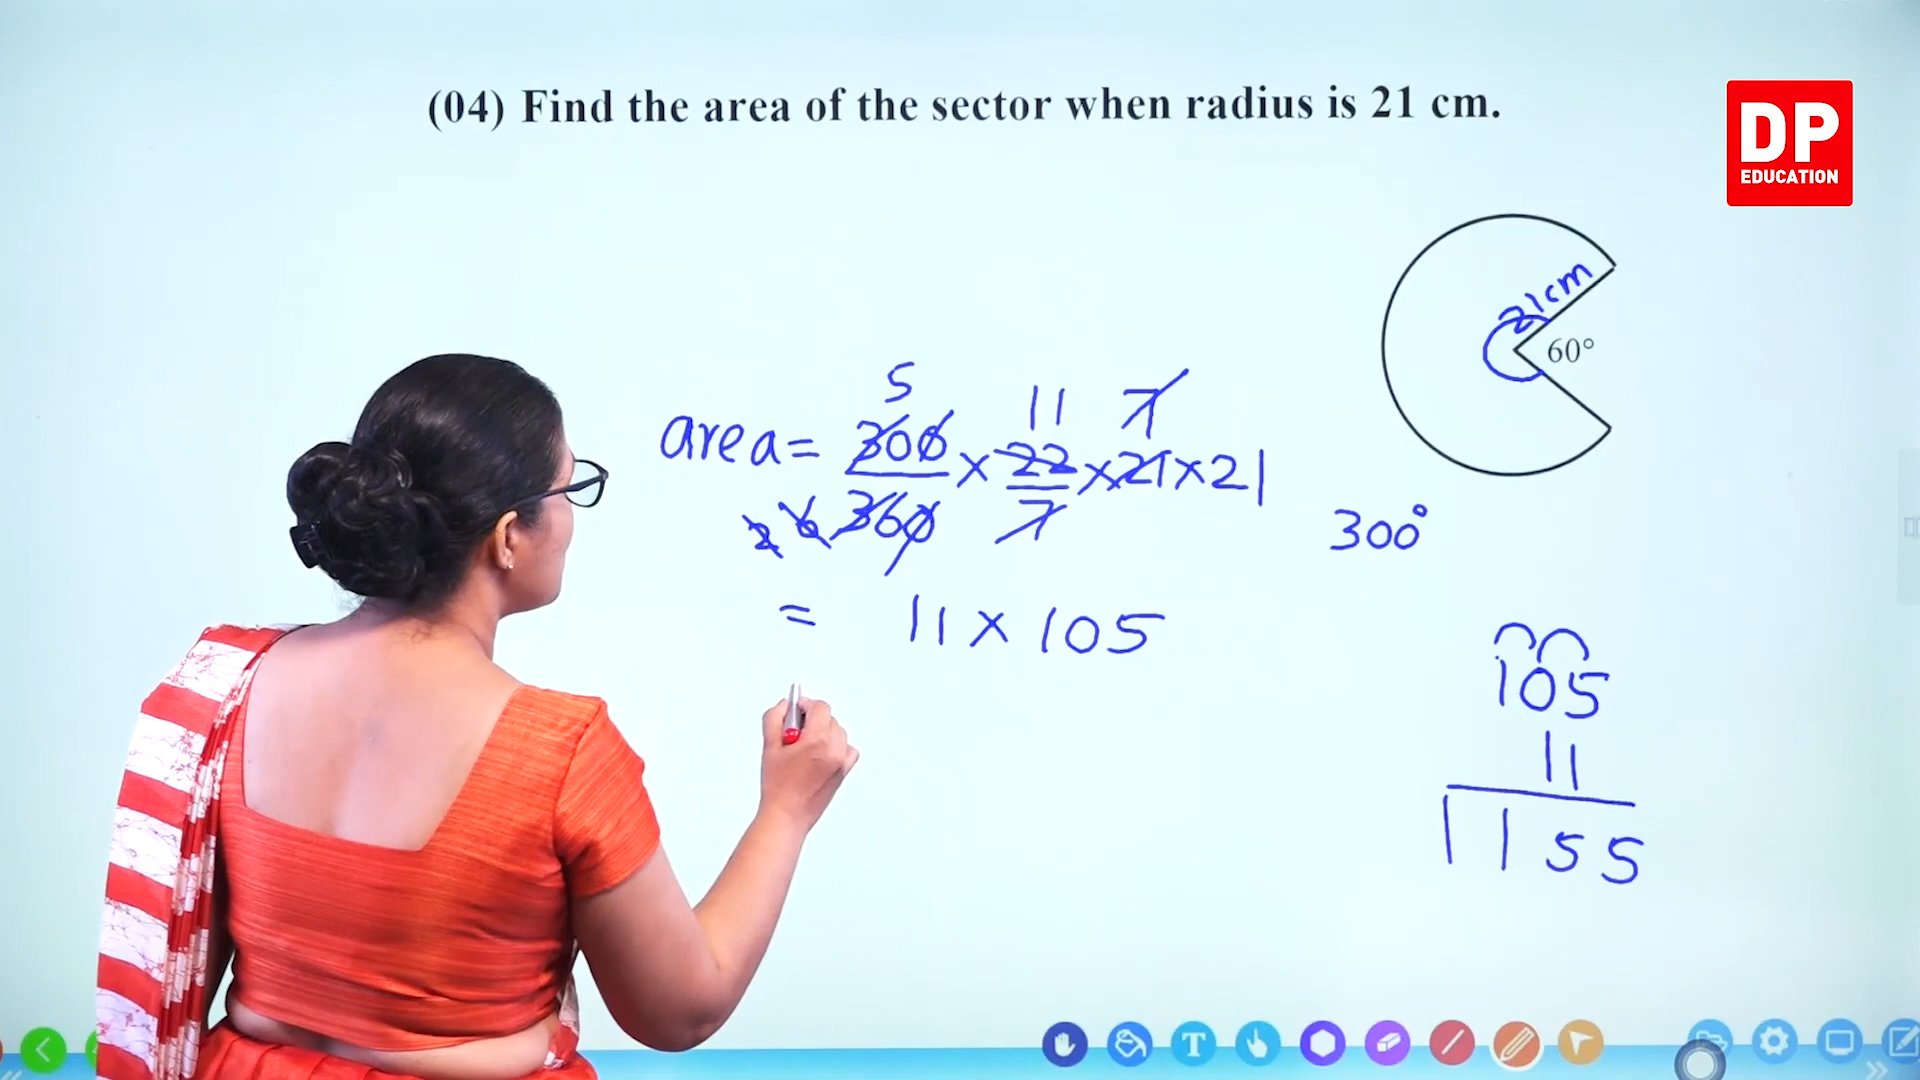 (04) Find the area of the sector when radius is 21 cm.
DP
EDUCATION
21cm
60°
5 11 7
area = 300/360 × 22/7 × 21 × 21
2 6
300°
= 11 × 105
105
11
1155
T